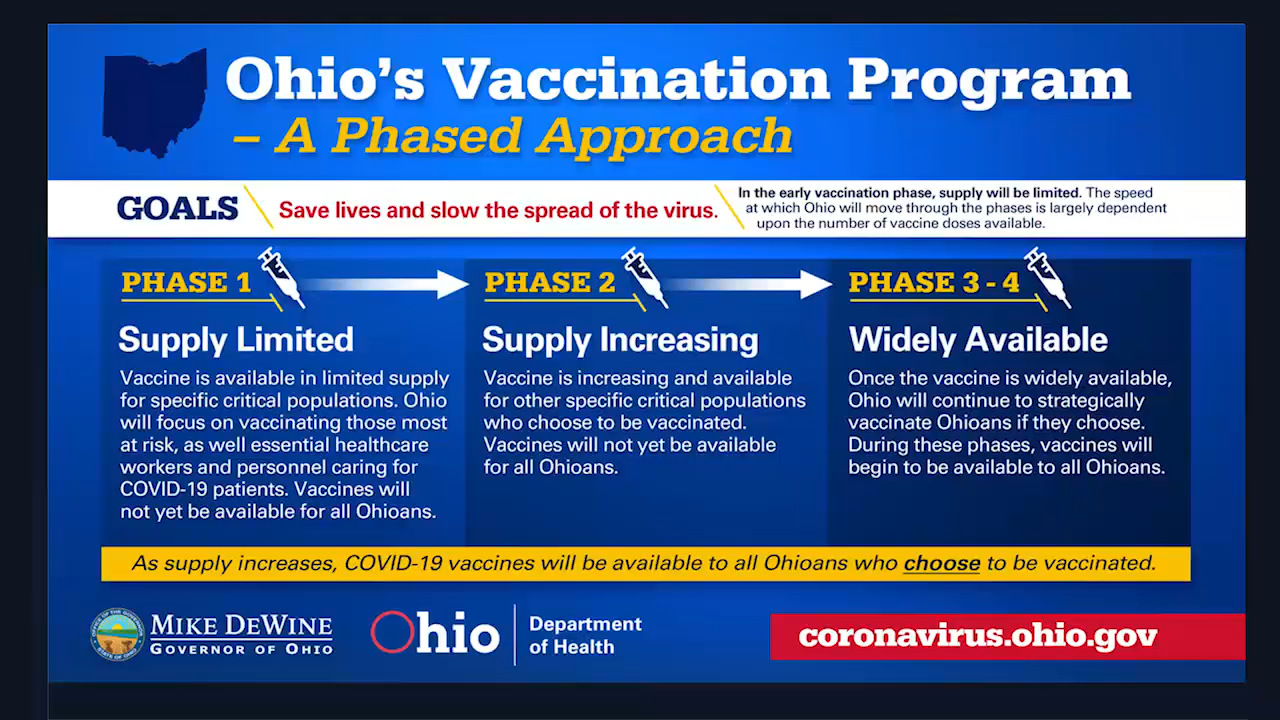 Ohio's Vaccination Program
– A Phased Approach
GOALS
Save lives and slow the spread of the virus.
In the early vaccination phase, supply will be limited. The speed
at which Ohio will move through the phases is largely dependent
upon the number of vaccine doses available.
PHASE 1
Supply Limited
Vaccine is available in limited supply
for specific critical populations. Ohio
will focus on vaccinating those most
at risk, as well essential healthcare
workers and personnel caring for
COVID-19 patients. Vaccines will
not yet be available for all Ohioans.
PHASE 2
Supply Increasing
Vaccine is increasing and available
for other specific critical populations
who choose to be vaccinated.
Vaccines will not yet be available
for all Ohioans.
PHASE 3 - 4
Widely Available
Once the vaccine is widely available,
Ohio will continue to strategically
vaccinate Ohioans if they choose.
During these phases, vaccines will
begin to be available to all Ohioans.
As supply increases, COVID-19 vaccines will be available to all Ohioans who choose to be vaccinated.
OFFICE OF THE GOVERNOR
STATE OF OHIO
MIKE DEWINE
GOVERNOR OF OHIO
Ohio
Department
of Health
coronavirus.ohio.gov